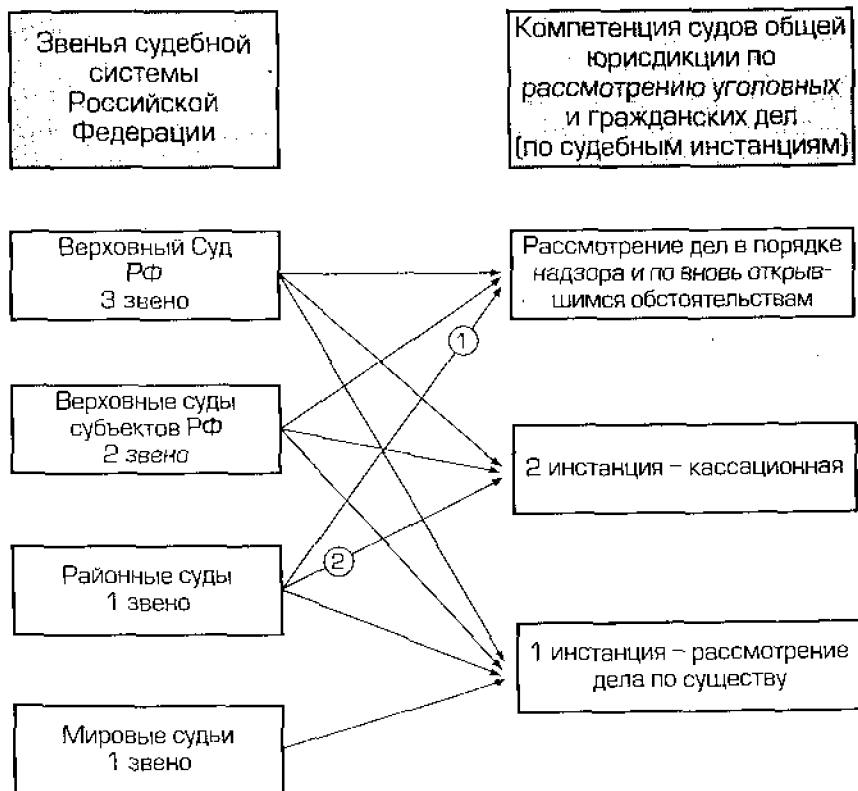 Звенья судебной
системы
Российской
Федерации
Компетенция судов общей
юрисдикции по
рассмотрению уголовных
и гражданских дел
(по судебным инстанциям)
Верховный Суд
РФ
3 звено
Рассмотрение дел в порядке
надзора и по вновь открыв-
шимся обстоятельствам
1
Верховные суды
субъектов РФ
2 звено
2 инстанция – кассационная
2
Районные суды
1 звено
1 инстанция – рассмотрение
дела по существу
Мировые судьи
1 звено